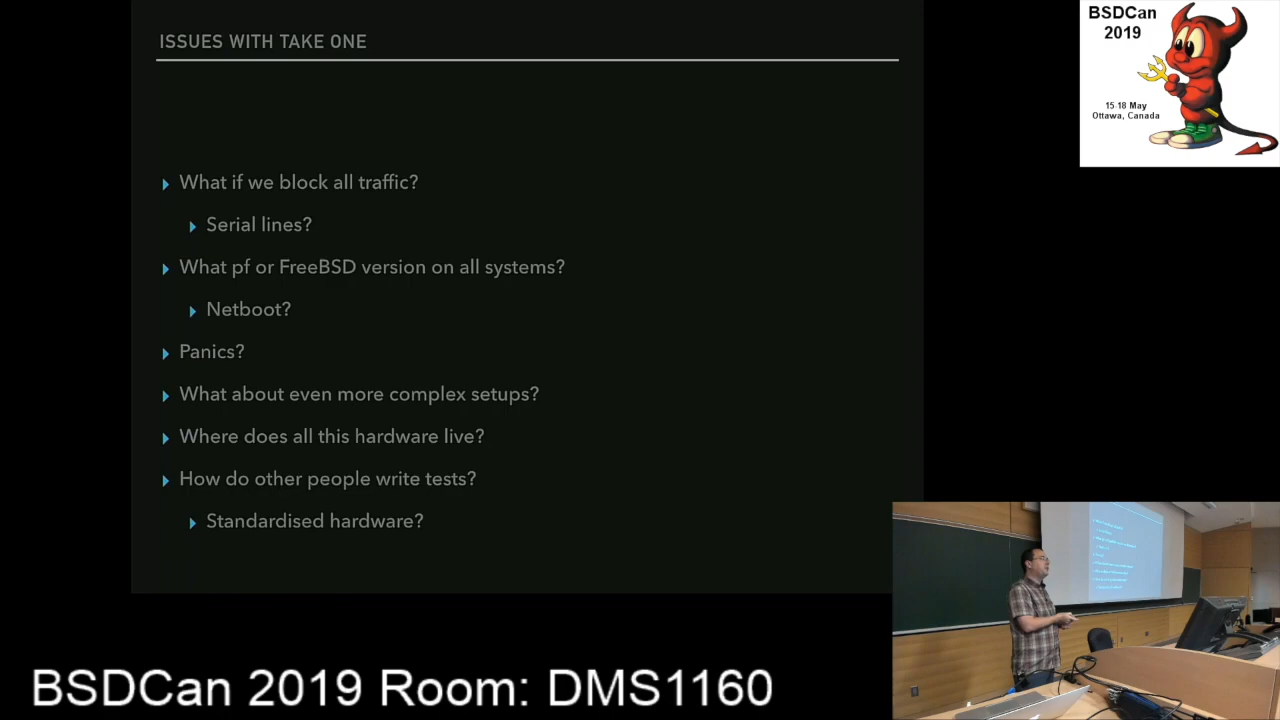 ISSUES WITH TAKE ONE
What if we block all traffic?
Serial lines?
What pf or FreeBSD version on all systems?
Netboot?
Panics?
What about even more complex setups?
Where does all this hardware live?
How do other people write tests?
Standardised hardware?
BSDCan
2019
15-18 May
Ottawa, Canada
BSDCan 2019 Room: DMS1160